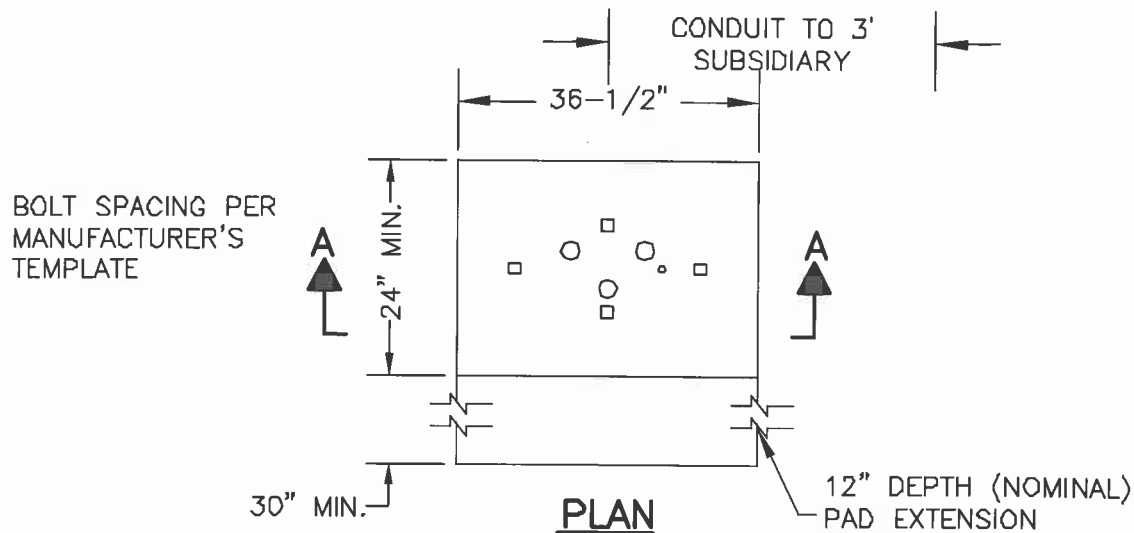 CONDUIT TO 3'
SUBSIDIARY
36-1/2"
BOLT SPACING PER
MANUFACTURER'S
TEMPLATE
A
24" MIN.
A
30" MIN.
PLAN
12" DEPTH (NOMINAL)
PAD EXTENSION